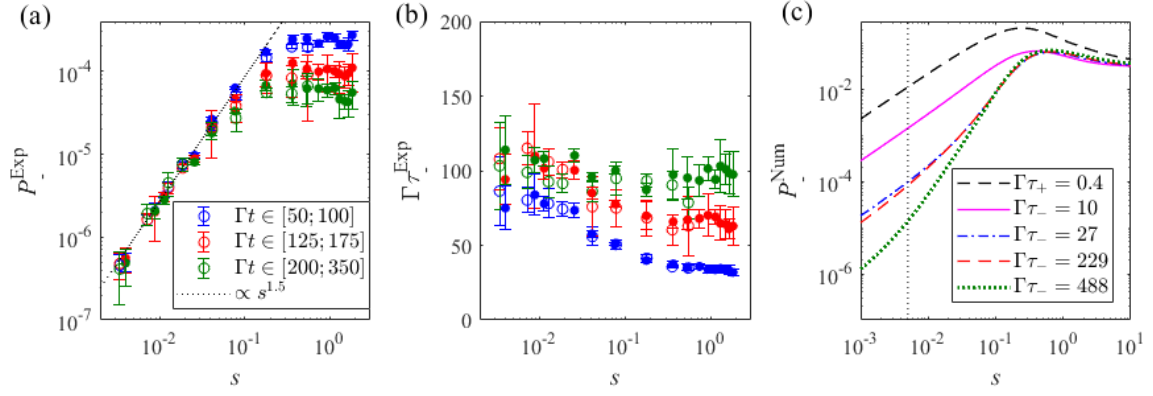 (a)
P_-^Exp
10^-4
10^-5
10^-6
10^-7
10^-2
10^-1
10^0
s
Γt ∈ [50; 100]
Γt ∈ [125; 175]
Γt ∈ [200; 350]
∝ s^1.5
(b)
Γτ_-^Exp
200
150
100
50
0
10^-2
10^-1
10^0
s
(c)
P_-^Num
10^-2
10^-4
10^-6
10^-3
10^-2
10^-1
10^0
10^1
s
Γτ_+ = 0.4
Γτ_- = 10
Γτ_- = 27
Γτ_- = 229
Γτ_- = 488